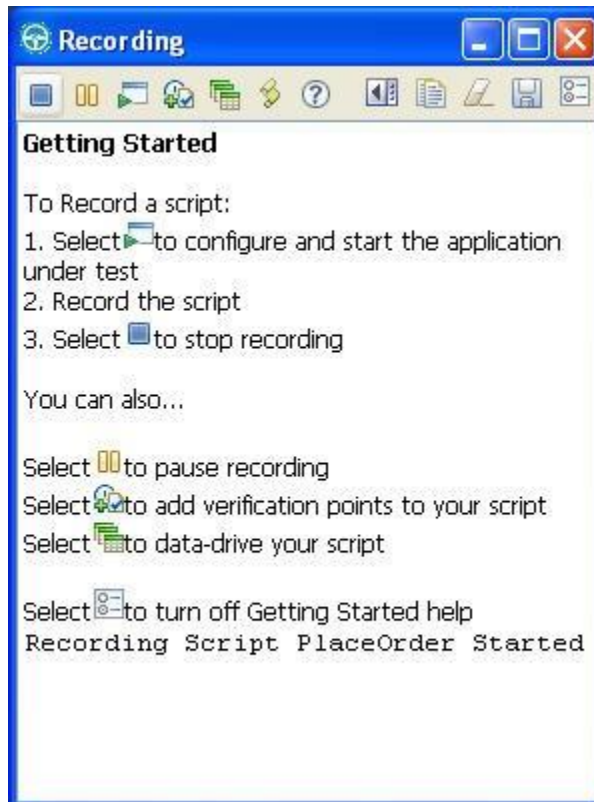 Recording
Getting Started
To Record a script:
1. Select to configure and start the application
under test
2. Record the script
3. Select to stop recording
You can also...
Select to pause recording
Select to add verification points to your script
Select to data-drive your script
Select to turn off Getting Started help
Recording Script PlaceOrder Started